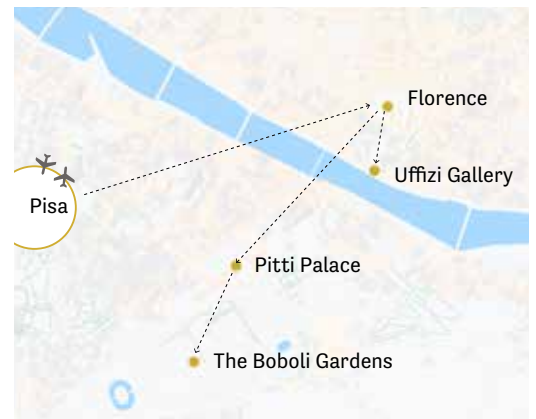 Florence
Uffizi Gallery
Pisa
Pitti Palace
The Boboli Gardens